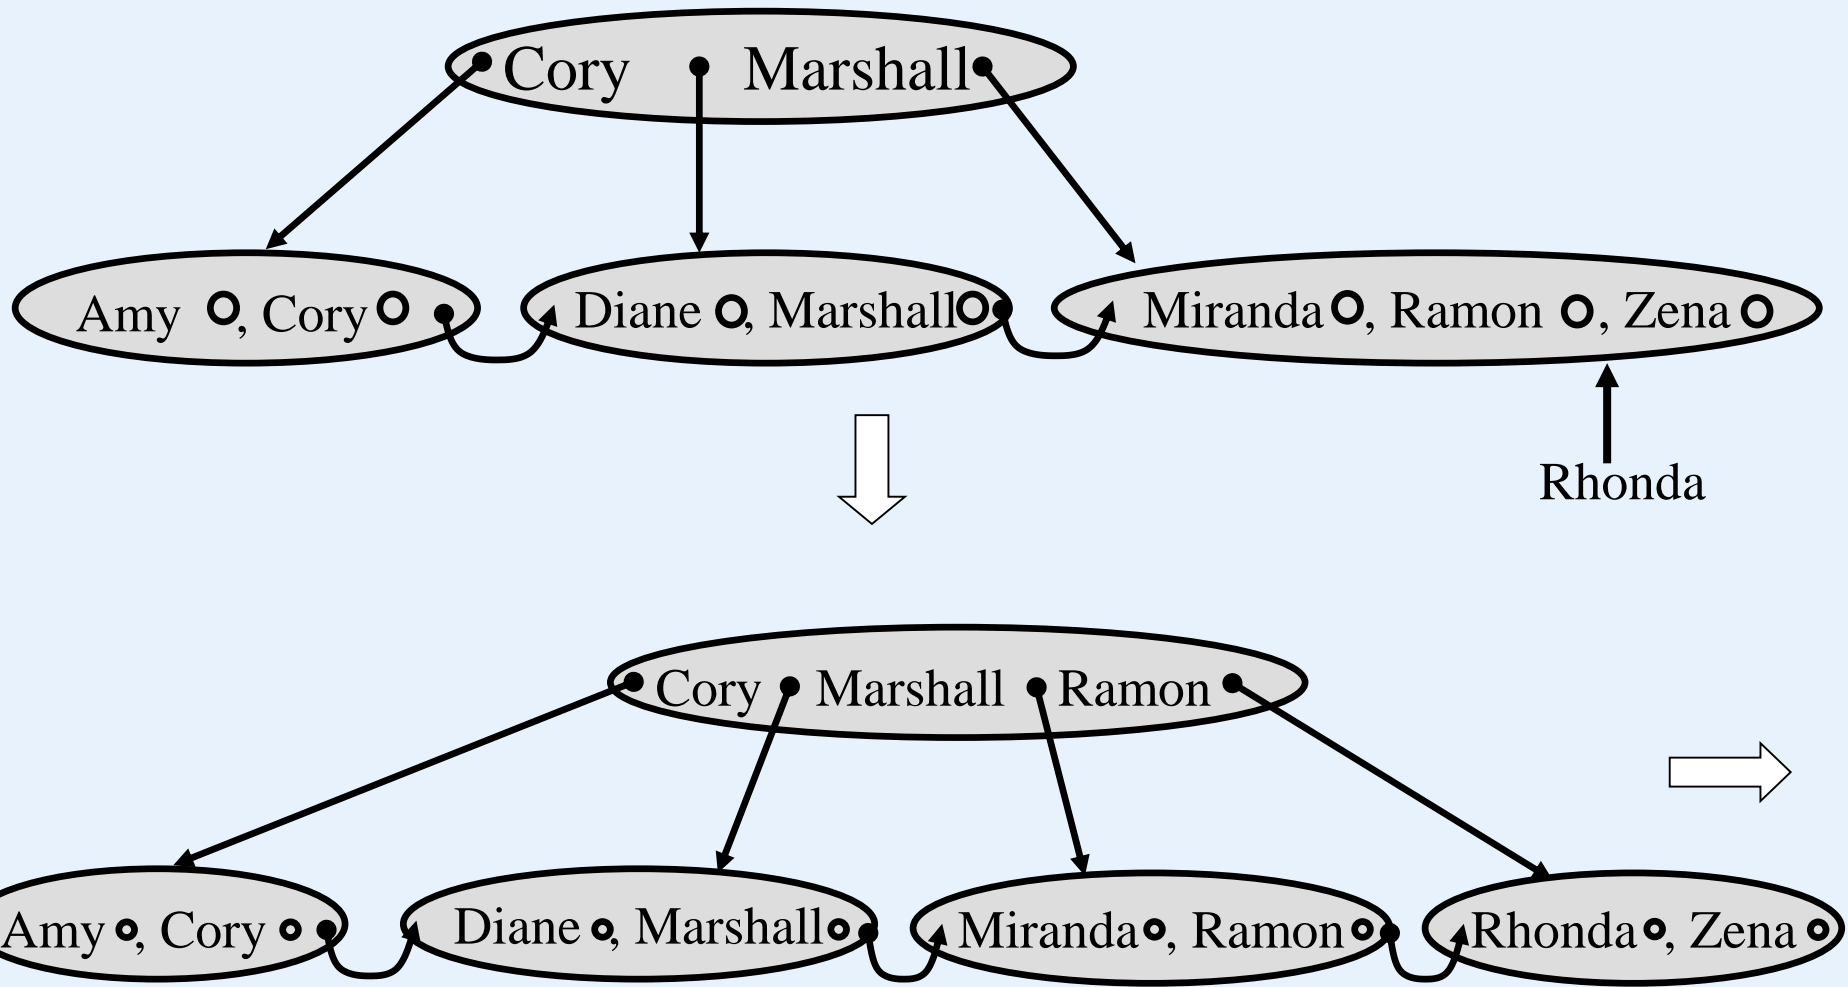 Cory Marshall
Amy , Cory
Diane , Marshall
Miranda , Ramon , Zena
Rhonda
Cory Marshall Ramon
Amy , Cory
Diane , Marshall
Miranda , Ramon
Rhonda , Zena